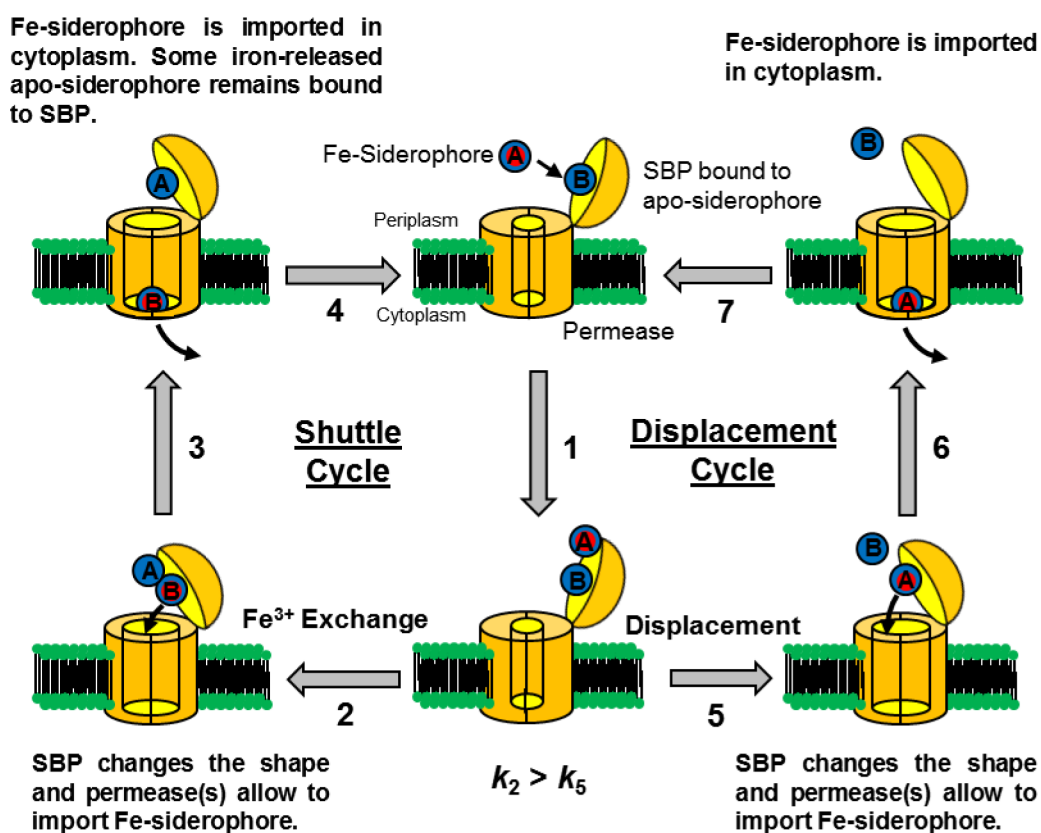 Fe-siderophore is imported in
cytoplasm. Some iron-released
apo-siderophore remains bound
to SBP.
Fe-siderophore is imported
in cytoplasm.
A
Fe-Siderophore
A
B
SBP bound to
apo-siderophore
B
Periplasm
B
4
Cytoplasm
Permease
7
A
3
Shuttle
Cycle
1
Displacement
Cycle
6
A
B
Fe³⁺ Exchange
2
A
B
Displacement
5
B
A
SBP changes the shape
and permease(s) allow to
import Fe-siderophore.
k₂ > k₅
SBP changes the shape
and permease(s) allow to
import Fe-siderophore.